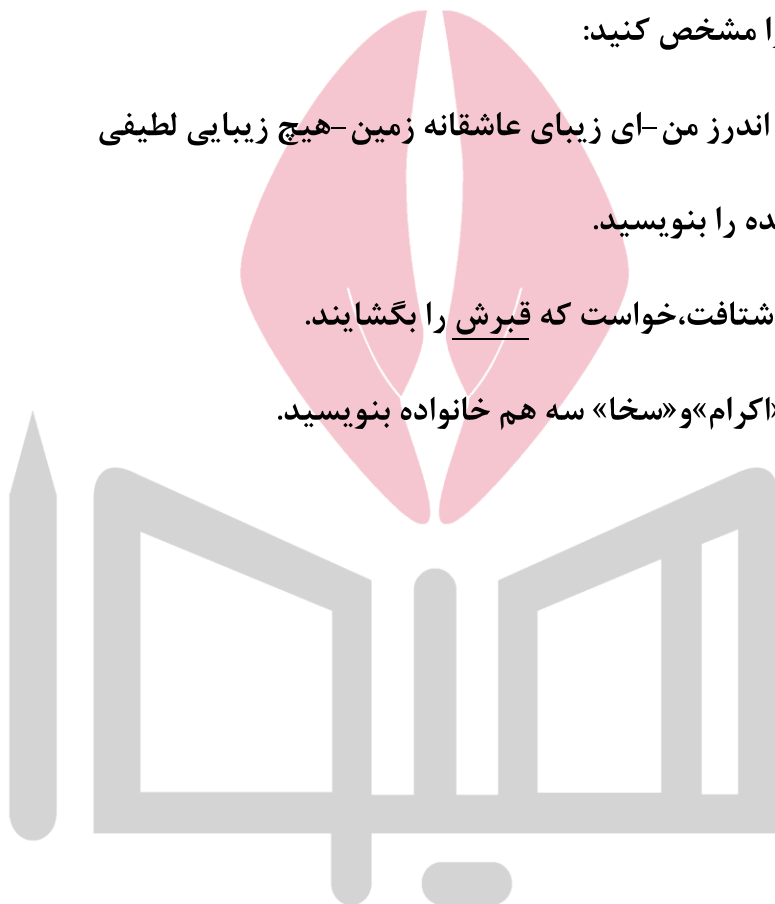 را مشخص کنید:
اندرز من –ای زیبای عاشقانه زمین –هیچ زیبایی لطیفی
ده را بنویسید.
شتافت،خواست که قبرش را بگشایند.
«اکرام»و«سخا» سه هم خانواده بنویسید.